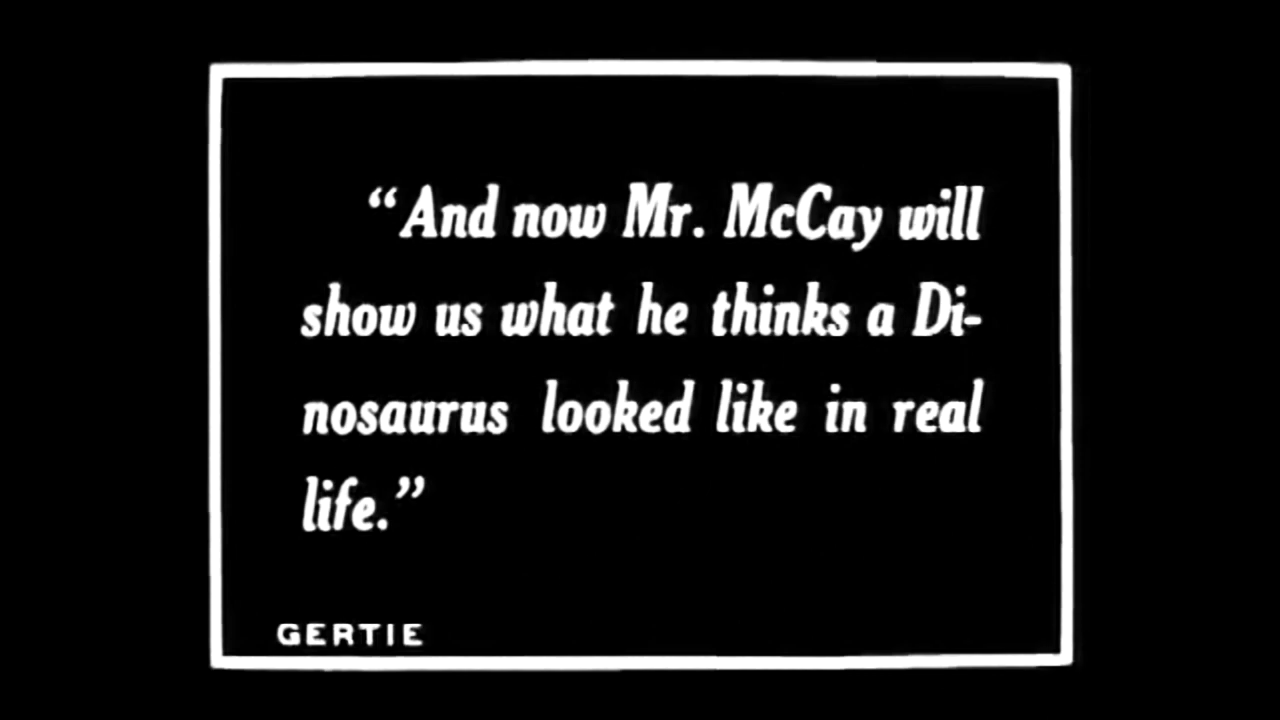 “And now Mr. McCay will
show us what he thinks a Di-
nosaurus looked like in real
life.”
GERTIE